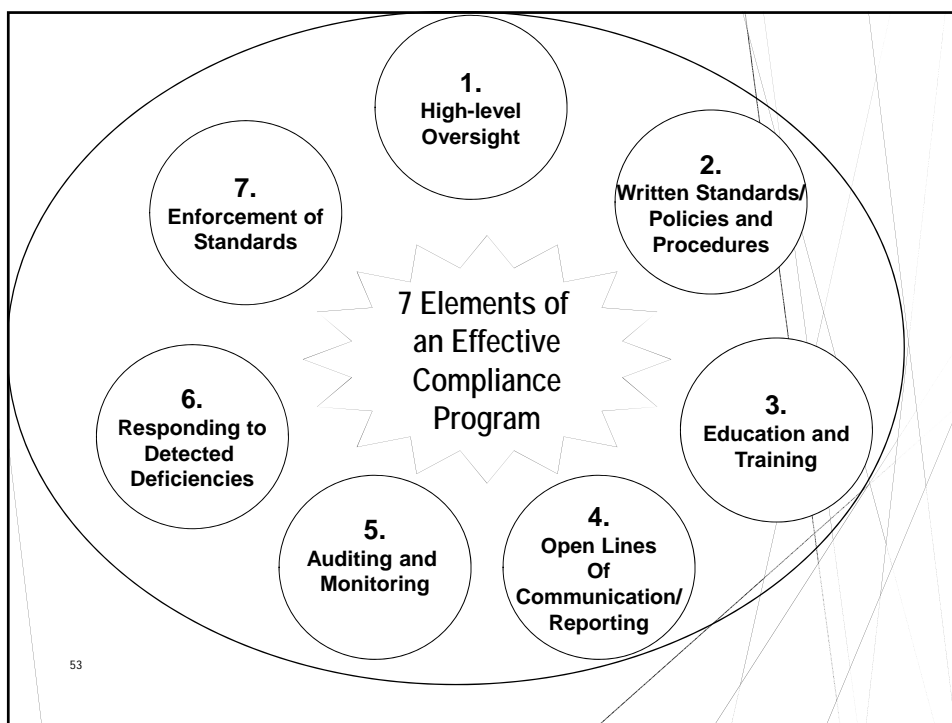 1.
High-level
Oversight
2.
Written Standards/
Policies and
Procedures
3.
Education and
Training
4.
Open Lines
Of
Communication/
Reporting
5.
Auditing and
Monitoring
6.
Responding to
Detected
Deficiencies
7.
Enforcement of
Standards
7 Elements of
an Effective
Compliance
Program
53